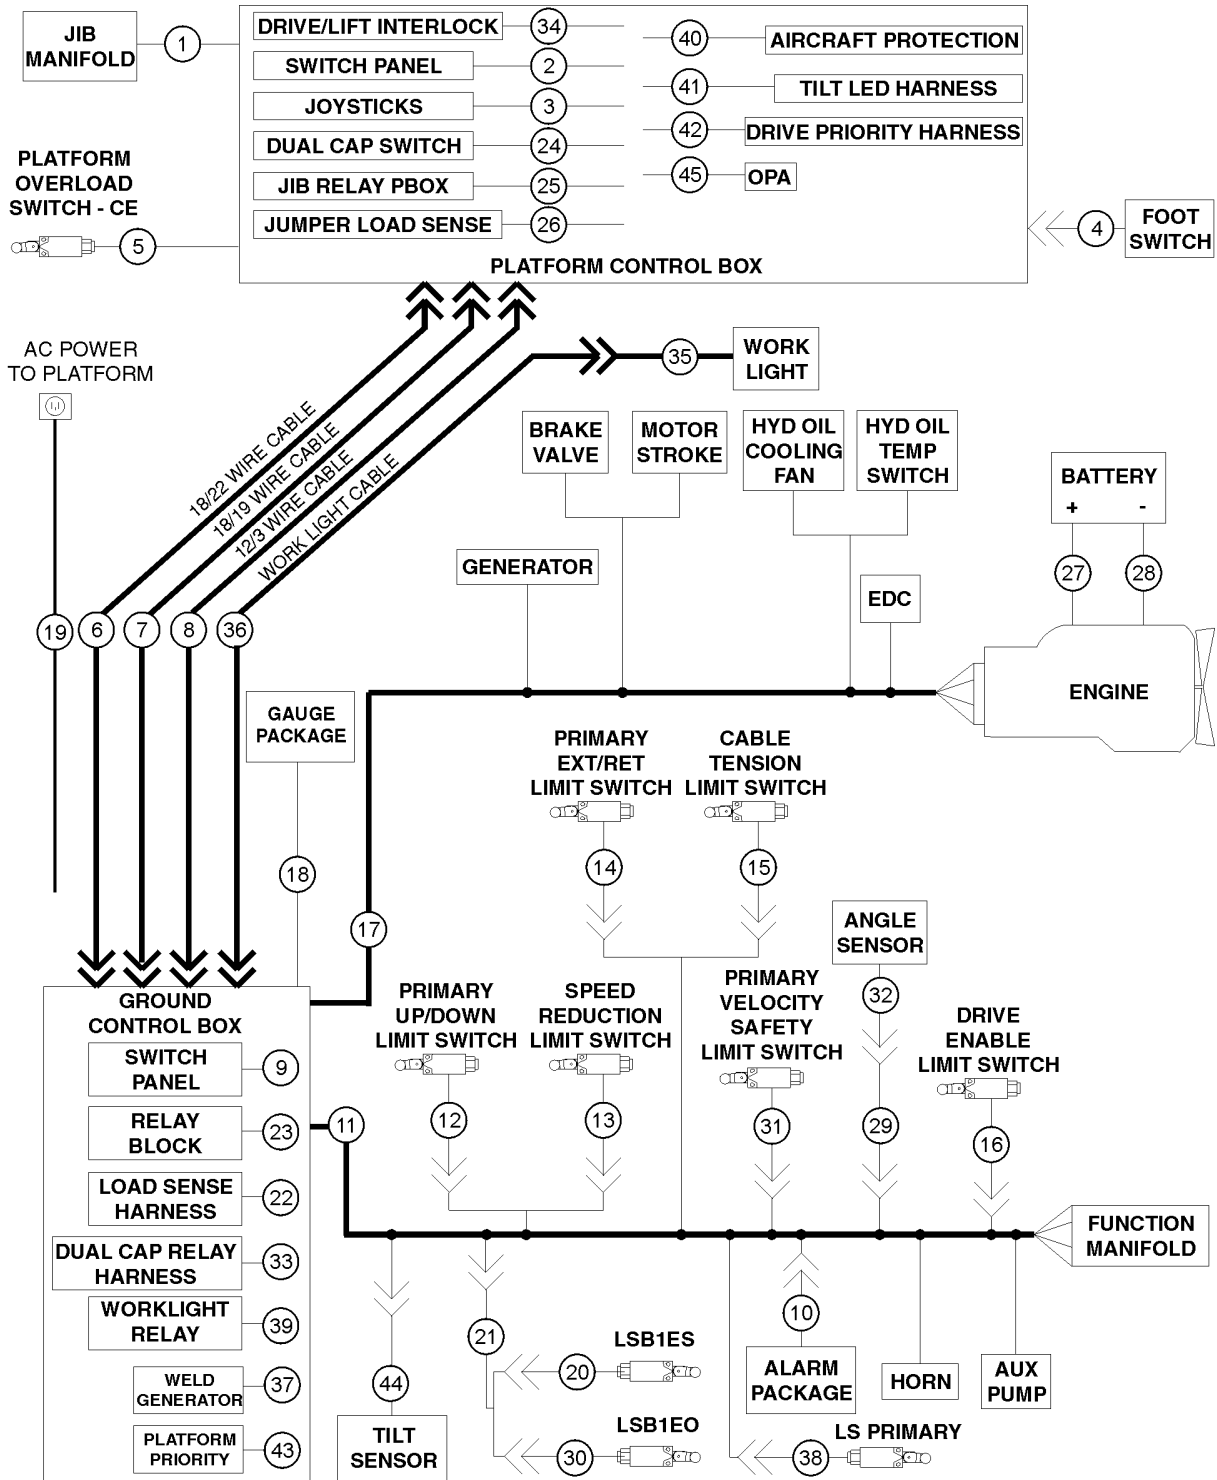 JIB
MANIFOLD
1
DRIVE/LIFT INTERLOCK
34
SWITCH PANEL
2
JOYSTICKS
3
DUAL CAP SWITCH
24
JIB RELAY PBOX
25
JUMPER LOAD SENSE
26
40
AIRCRAFT PROTECTION
41
TILT LED HARNESS
42
DRIVE PRIORITY HARNESS
45
OPA
PLATFORM CONTROL BOX
PLATFORM
OVERLOAD
SWITCH - CE
5
4
FOOT
SWITCH
AC POWER
TO PLATFORM
19
18/22 WIRE CABLE
18/19 WIRE CABLE
12/3 WIRE CABLE
WORK LIGHT CABLE
6
7
8
36
35
WORK
LIGHT
BRAKE
VALVE
MOTOR
STROKE
HYD OIL
COOLING
FAN
HYD OIL
TEMP
SWITCH
BATTERY
+ -
27
28
GENERATOR
EDC
ENGINE
GAUGE
PACKAGE
18
17
PRIMARY
EXT/RET
LIMIT SWITCH
14
CABLE
TENSION
LIMIT SWITCH
15
ANGLE
SENSOR
32
29
PRIMARY
UP/DOWN
LIMIT SWITCH
12
SPEED
REDUCTION
LIMIT SWITCH
13
PRIMARY
VELOCITY
SAFETY
LIMIT SWITCH
31
DRIVE
ENABLE
LIMIT SWITCH
16
GROUND
CONTROL BOX
SWITCH
PANEL
9
RELAY
BLOCK
23
11
LOAD SENSE
HARNESS
22
DUAL CAP RELAY
HARNESS
33
WORKLIGHT
RELAY
39
WELD
GENERATOR
37
PLATFORM
PRIORITY
43
FUNCTION
MANIFOLD
44
TILT
SENSOR
21
LSB1ES
20
LSB1EO
30
10
ALARM
PACKAGE
HORN
AUX
PUMP
LS PRIMARY
38